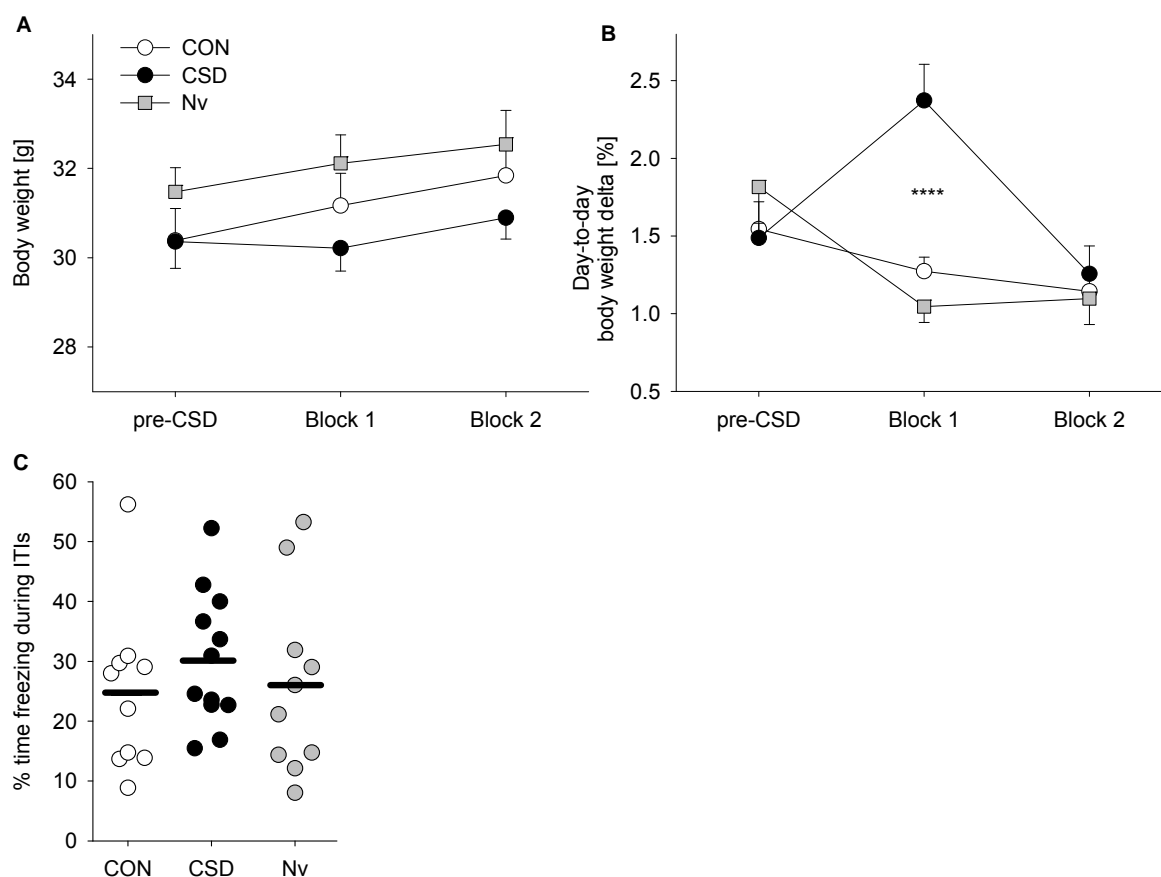 A
CON
CSD
Nv
Body weight [g]
34
32
30
28
pre-CSD Block 1 Block 2
B
Day-to-day
body weight delta [%]
2.5
2.0
1.5
1.0
0.5
****
pre-CSD Block 1 Block 2
C
% time freezing during ITIs
60
50
40
30
20
10
0
CON CSD Nv